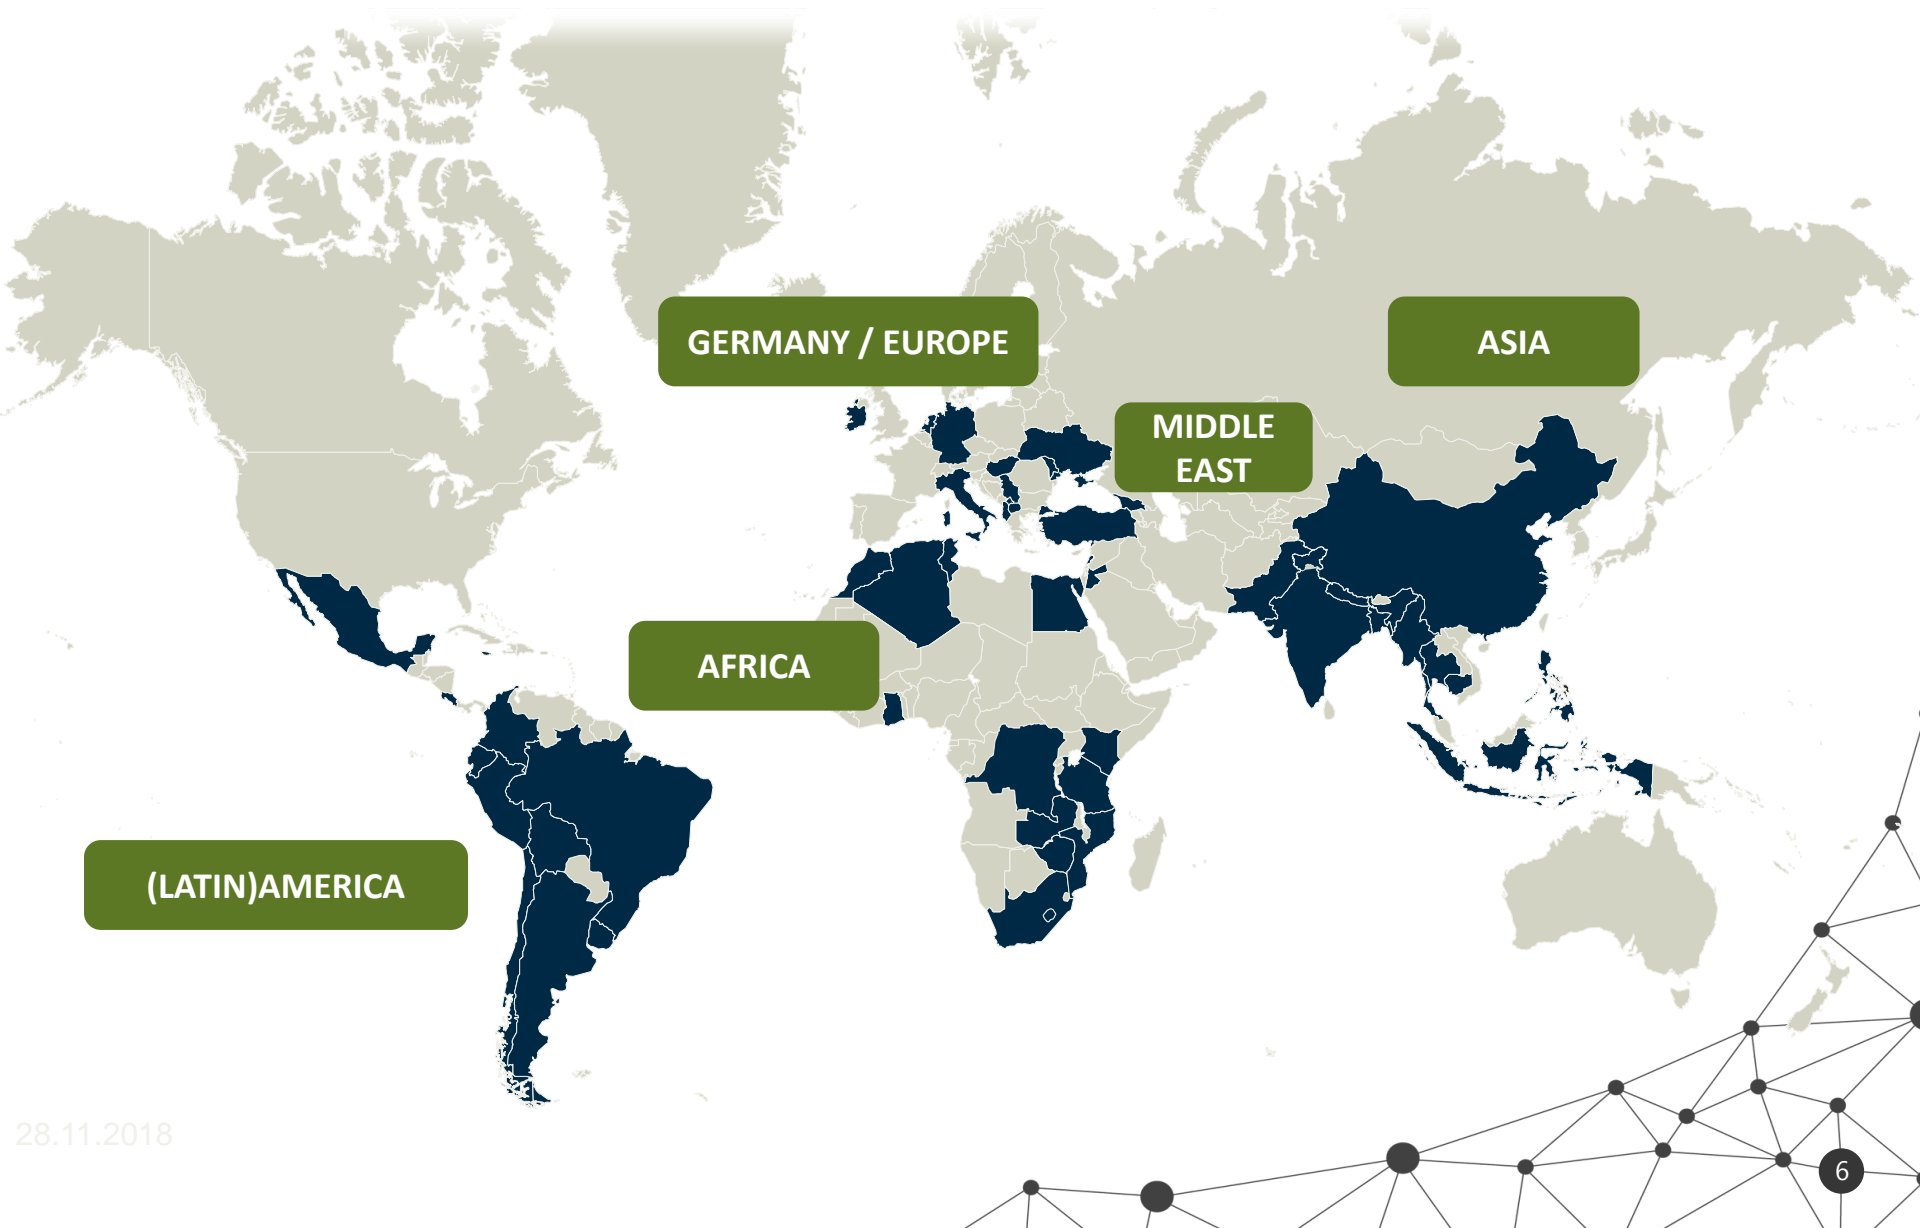 GERMANY / EUROPE
ASIA
MIDDLE
EAST
AFRICA
(LATIN)AMERICA
28.11.2018
6